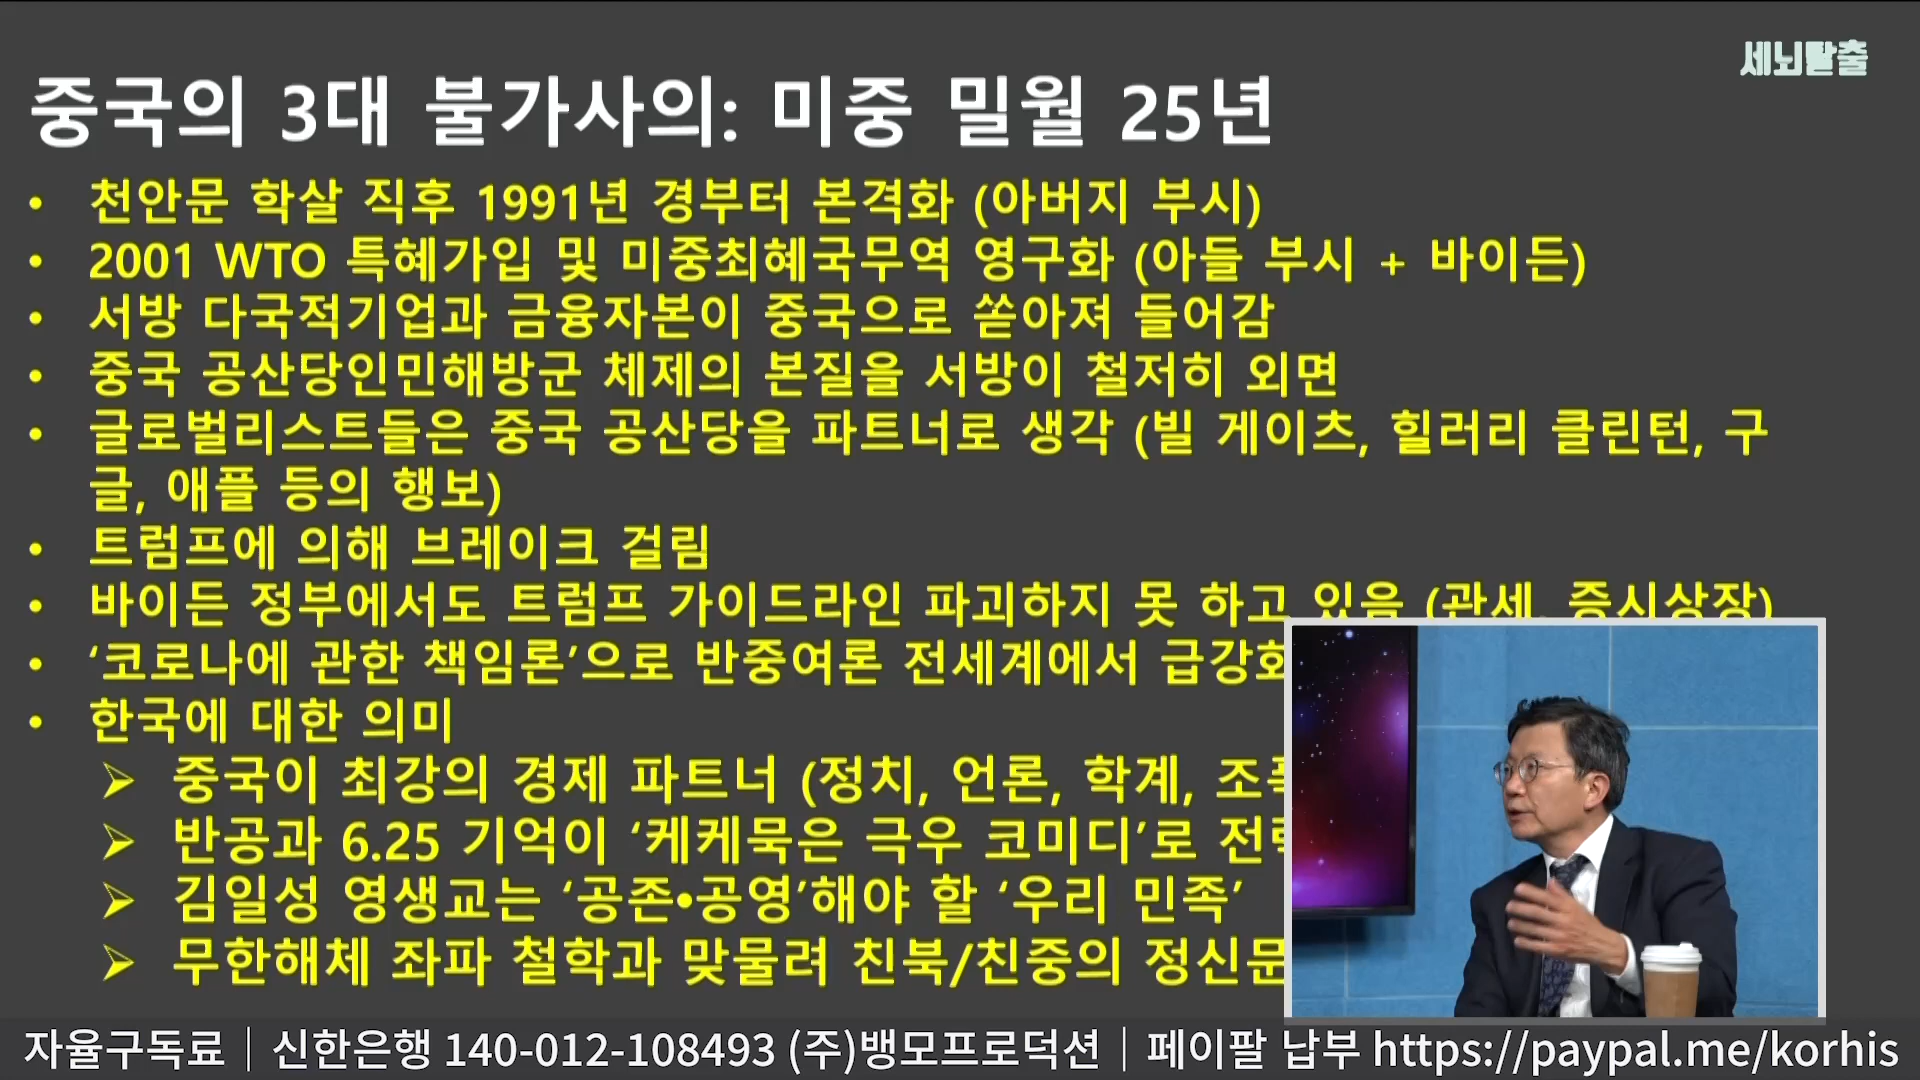 세뇌탈출
중국의 3대 불가사의: 미중 밀월 25년
• 천안문 학살 직후 1991년 경부터 본격화 (아버지 부시)
• 2001 WTO 특혜가입 및 미중최혜국무역 영구화 (아들 부시 + 바이든)
• 서방 다국적기업과 금융자본이 중국으로 쏟아져 들어감
• 중국 공산당인민해방군 체제의 본질을 서방이 철저히 외면
• 글로벌리스트들은 중국 공산당을 파트너로 생각 (빌 게이츠, 힐러리 클린턴, 구
글, 애플 등의 행보)
• 트럼프에 의해 브레이크 걸림
• 바이든 정부에서도 트럼프 가이드라인 파괴하지 못 하고 있음 (관세, 증시상장)
• ‘코로나에 관한 책임론’으로 반중여론 전세계에서 급강화
• 한국에 대한 의미
➢ 중국이 최강의 경제 파트너 (정치, 언론, 학계,
➢ 반공과 6.25 기억이 ‘케케묵은 극우 코미디’로
➢ 김일성 영생교는 ‘공존•공영’해야 할 ‘우리 민족’
➢ 무한해체 좌파 철학과 맞물려 친북/친중의
자율구독료 | 신한은행 140-012-108493 (주)뱅모프로덕션 | 페이팔 납부 https://paypal.me/korhis